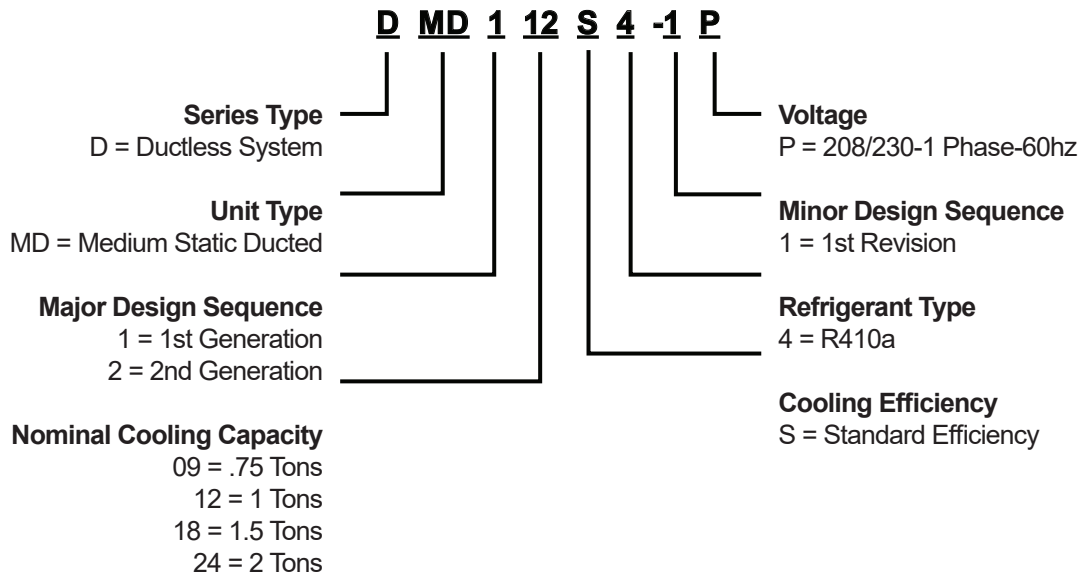 D MD 1 12 S 4 -1 P
Series Type
D = Ductless System
Unit Type
MD = Medium Static Ducted
Major Design Sequence
1 = 1st Generation
2 = 2nd Generation
Nominal Cooling Capacity
09 = .75 Tons
12 = 1 Tons
18 = 1.5 Tons
24 = 2 Tons
Voltage
P = 208/230-1 Phase-60hz
Minor Design Sequence
1 = 1st Revision
Refrigerant Type
4 = R410a
Cooling Efficiency
S = Standard Efficiency